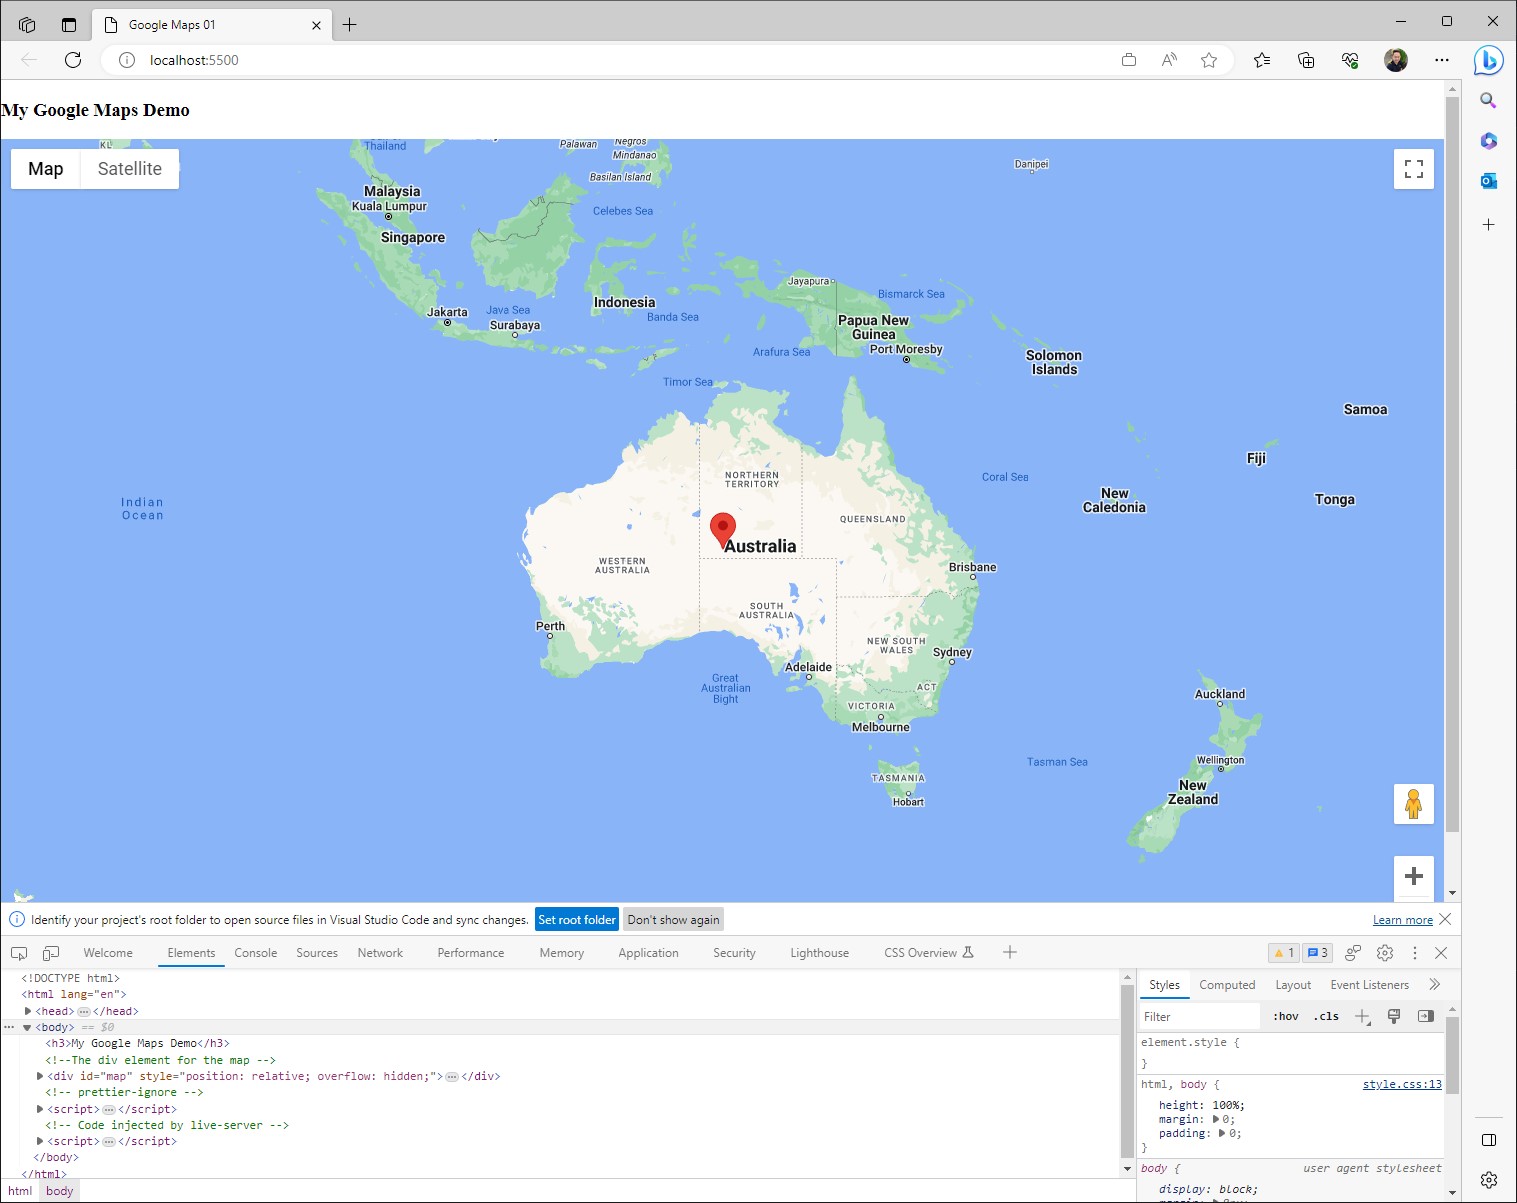 Google Maps 01
localhost:5500
My Google Maps Demo
Map
Satellite
KL
Thailand
Palawan
Negros
Mindanao
Basilan Island
Danipei
Malaysia
Kuala Lumpur
Singapore
Celebes Sea
Jayapura
Bismarck Sea
Indonesia
Jakarta
Java Sea
Surabaya
Banda Sea
Papua New
Guinea
Port Moresby
Arafura Sea
Solomon
Islands
Timor Sea
Samoa
Fiji
NORTHERN
TERRITORY
Coral Sea
Indian
Ocean
New
Caledonia
Tonga
QUEENSLAND
Australia
WESTERN
AUSTRALIA
Brisbane
SOUTH
AUSTRALIA
Perth
NEW SOUTH
WALES
Sydney
Adelaide
Great
Australian
Bight
ACT
Auckland
VICTORIA
Melbourne
Tasman Sea
Wellington
TASMANIA
Hobart
New
Zealand
Identify your project's root folder to open source files in Visual Studio Code and sync changes.
Set root folder
Don't show again
Learn more
Welcome
Elements
Console
Sources
Network
Performance
Memory
Application
Security
Lighthouse
CSS Overview
1
3
<!DOCTYPE html>
<html lang="en">
<head> ⋯ </head>
⋯ <body> == $0
<h3>My Google Maps Demo</h3>
<!--The div element for the map -->
<div id="map" style="position: relative; overflow: hidden;"> ⋯ </div>
<!-- prettier-ignore -->
<script> ⋯ </script>
<!-- Code injected by live-server -->
<script> ⋯ </script>
</body>
</html>
html body
Styles
Computed
Layout
Event Listeners
Filter
:hov
.cls
element.style {
}
html, body {
style.css:13
height: 100%;
margin: 0;
padding: 0;
}
body {
user agent stylesheet
display: block;